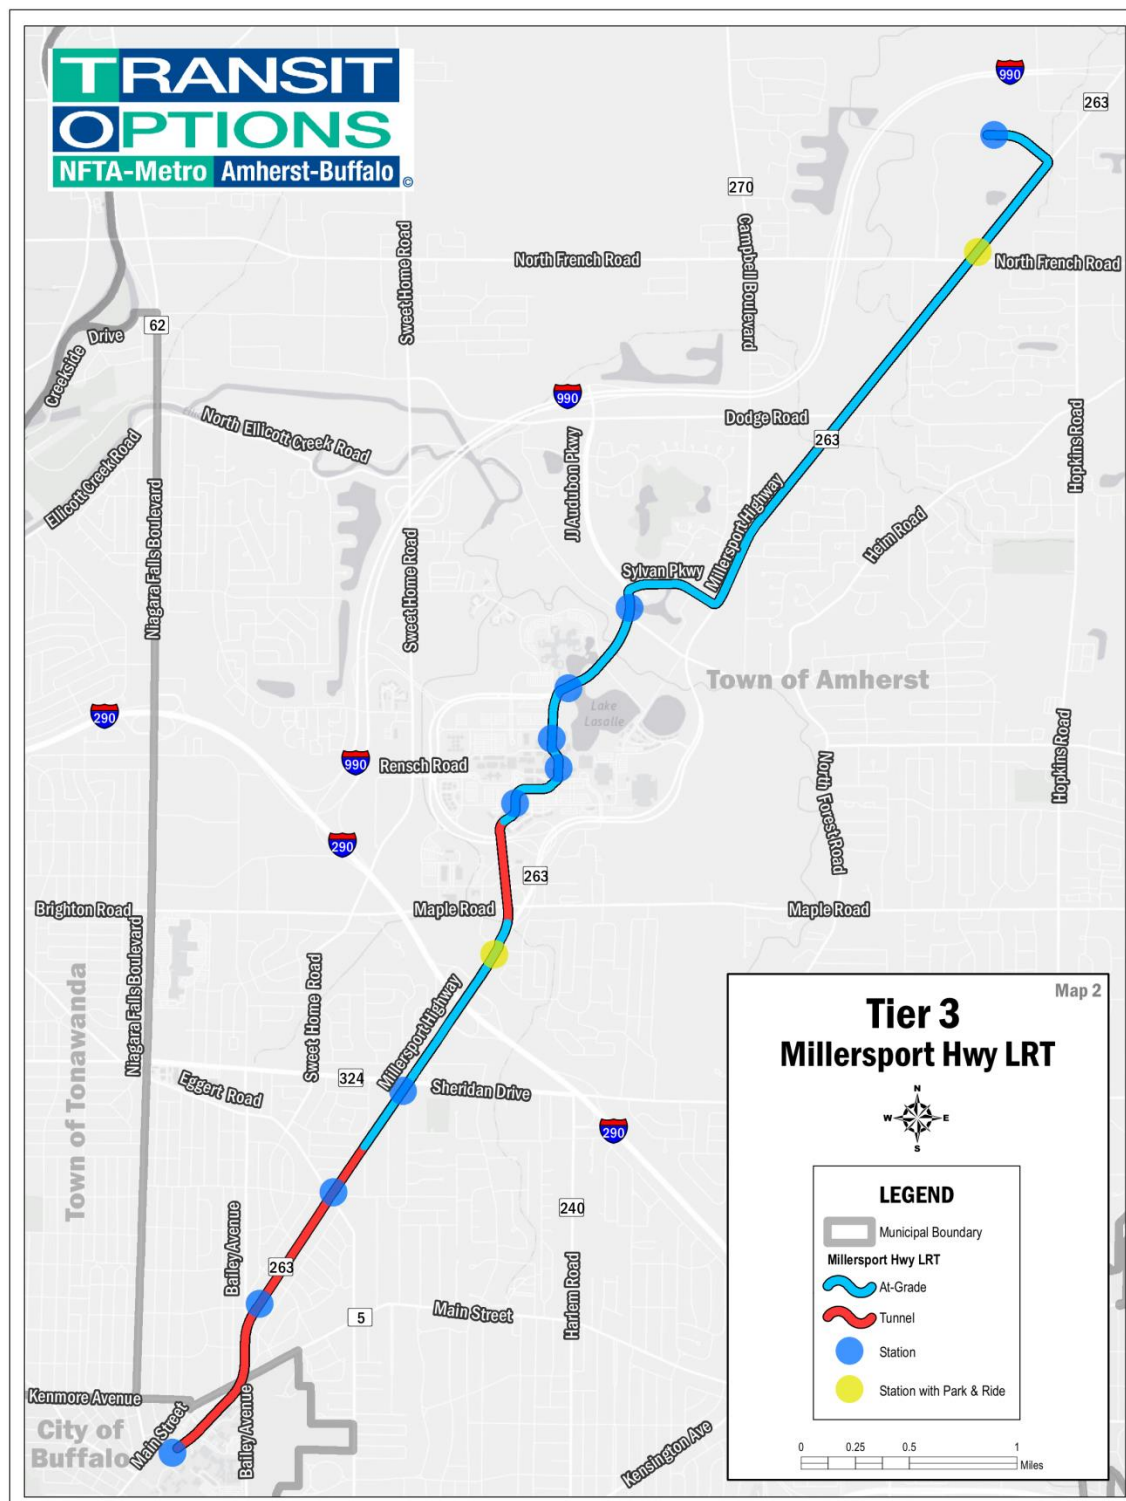 TRANSIT
OPTIONS
NFTA-Metro Amherst-Buffalo ©
990
263
270
Campbell Boulevard
Sweet Home Road
North French Road
North French Road
62
Creekside Drive
990
North Ellicott Creek Road
Ellicott Creek Road
Dodge Road
263
JJ Audubon Pkwy
Hopkins Road
Niagara Falls Boulevard
Sweet Home Road
Millersport Highway
Heim Road
Sylvan Pkwy
Town of Amherst
Lake
Lasalle
290
990
Rensch Road
North Forest Road
Hopkins Road
290
263
Brighton Road
Maple Road
Maple Road
Niagara Falls Boulevard
Town of Tonawanda
Sweet Home Road
Millersport Highway
Eggert Road
324
Sheridan Drive
290
240
Bailey Avenue
263
5
Main Street
Harlem Road
Kenmore Avenue
Main Street
Bailey Avenue
City of
Buffalo
Kensington Ave
Map 2
Tier 3
Millersport Hwy LRT
N
W E
S
LEGEND
Municipal Boundary
Millersport Hwy LRT
At-Grade
Tunnel
Station
Station with Park & Ride
0 0.25 0.5 1
Miles